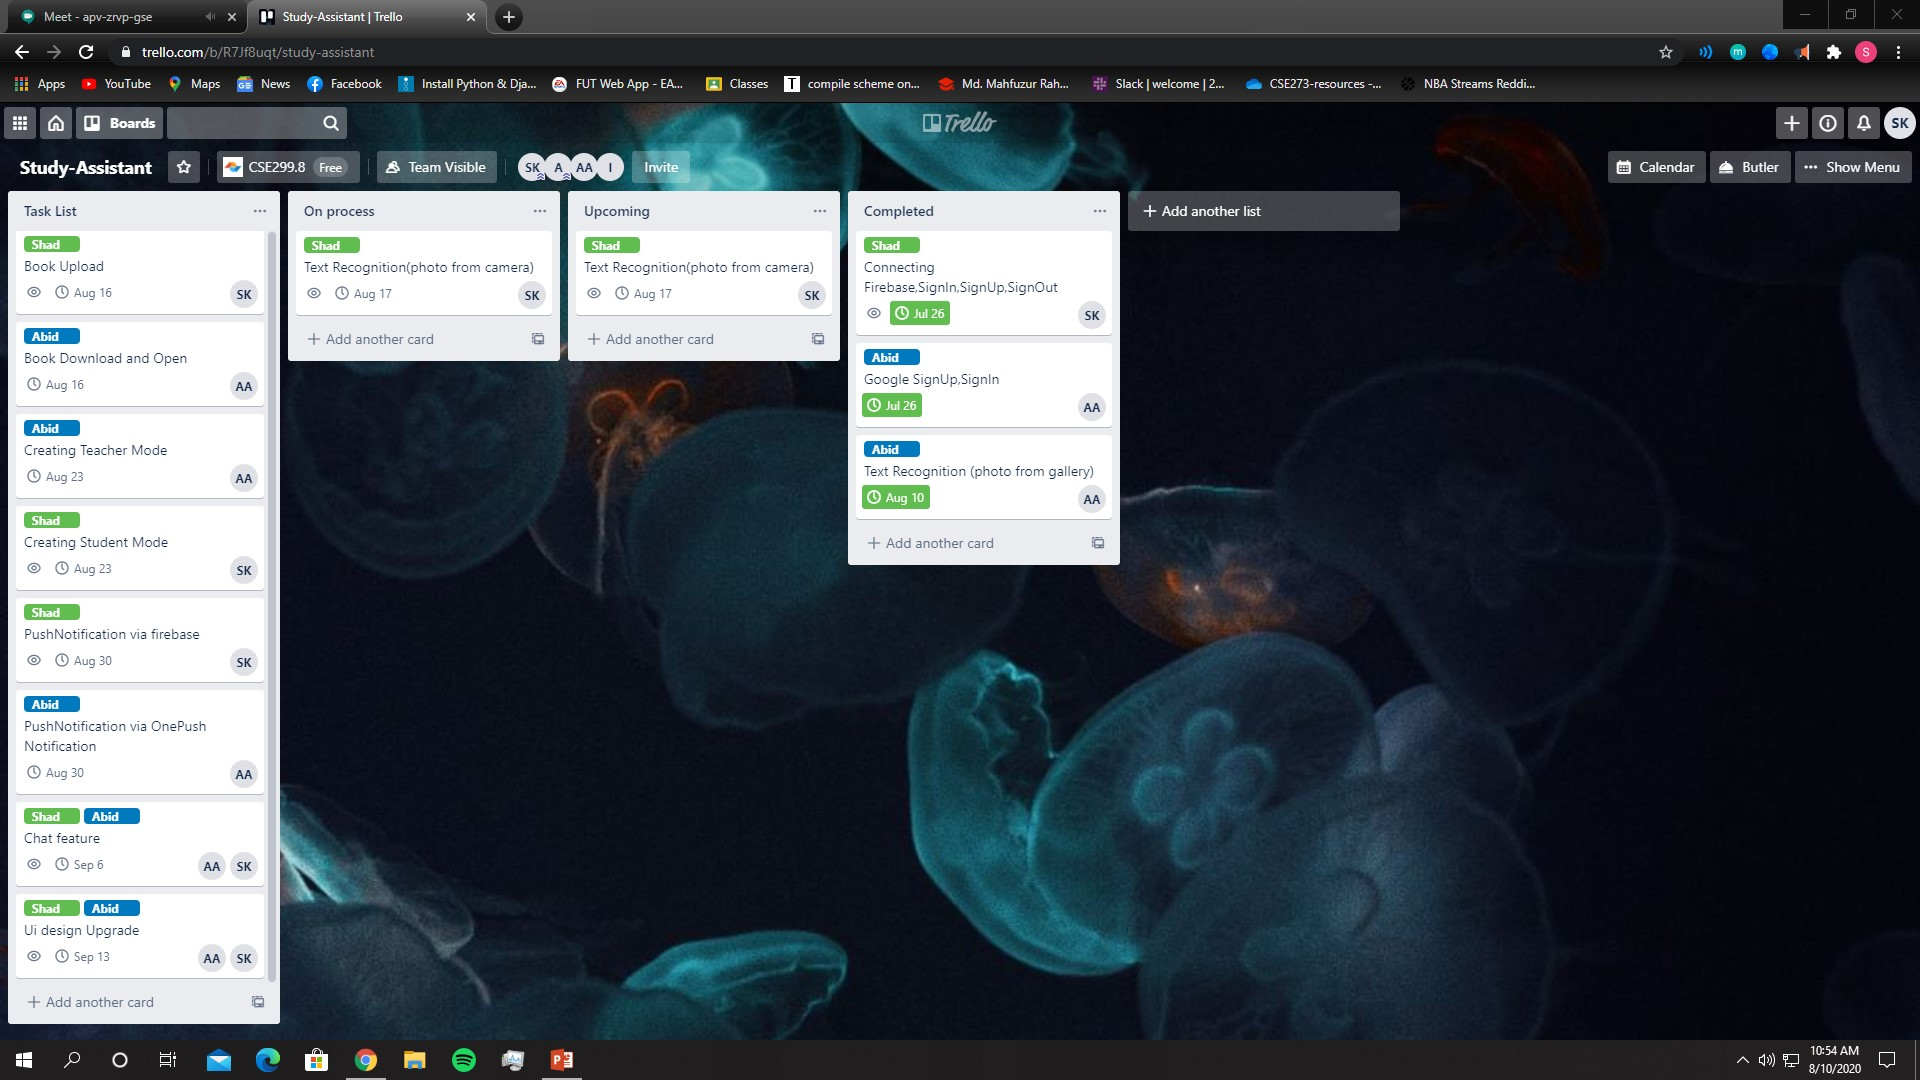 Meet - apv-zrvp-gse
Study-Assistant | Trello
trello.com/b/R7Jf8uqt/study-assistant
S
Apps
YouTube
Maps
News
Facebook
Install Python & Dja...
FUT Web App - EA...
Classes
compile scheme on...
Md. Mahfuzur Rah...
Slack | welcome | 2...
CSE273-resources -...
NBA Streams Reddi...
Boards
Trello
SK
Study-Assistant
CSE299.8 Free
Team Visible
SK A AA I
Invite
Calendar
Butler
Show Menu
Task List
Shad
Book Upload
Aug 16
SK
Abid
Book Download and Open
Aug 16
AA
Abid
Creating Teacher Mode
Aug 23
AA
Shad
Creating Student Mode
Aug 23
SK
Shad
PushNotification via firebase
Aug 30
SK
Abid
PushNotification via OnePush
Notification
Aug 30
AA
Shad Abid
Chat feature
Sep 6
AA SK
Shad Abid
Ui design Upgrade
Sep 13
AA SK
+ Add another card
On process
Shad
Text Recognition(photo from camera)
Aug 17
SK
+ Add another card
Upcoming
Shad
Text Recognition(photo from camera)
Aug 17
SK
+ Add another card
Completed
Shad
Connecting
Firebase,SignIn,SignUp,SignOut
Jul 26
SK
Abid
Google SignUp,SignIn
Jul 26
AA
Abid
Text Recognition (photo from gallery)
Aug 10
AA
+ Add another card
+ Add another list
10:54 AM
8/10/2020